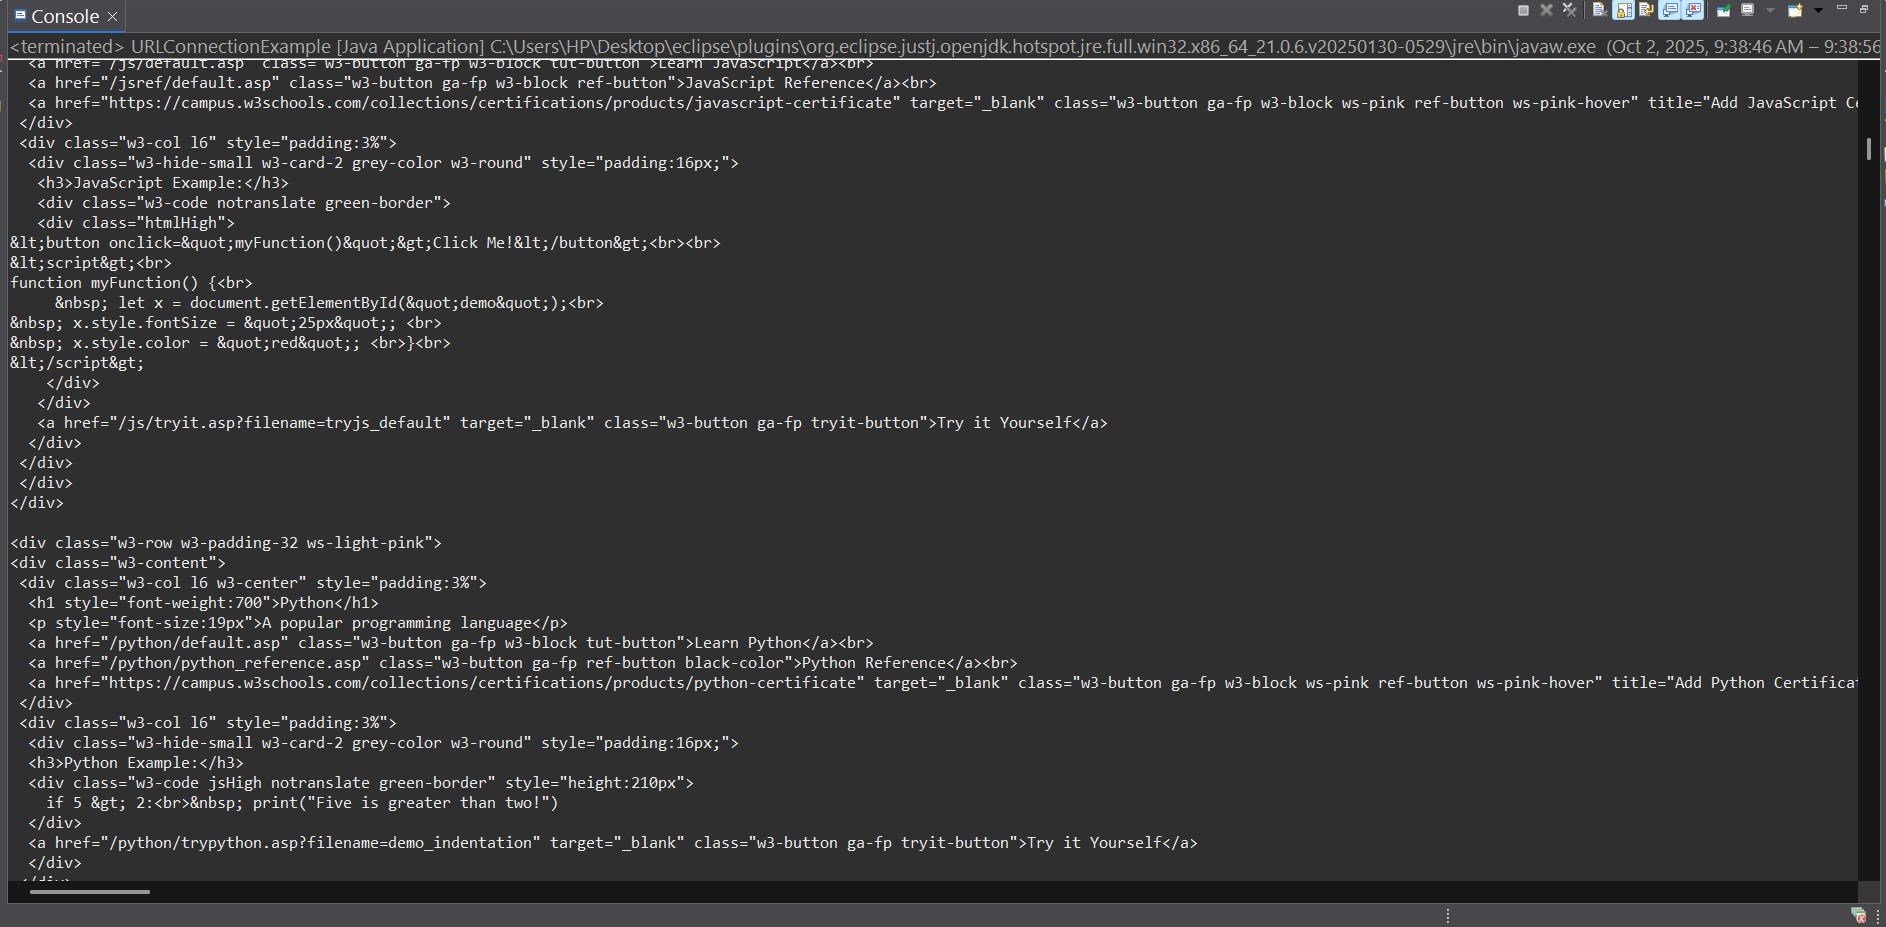 Console
<terminated> URLConnectionExample [Java Application] C:\Users\HP\Desktop\eclipse\plugins\org.eclipse.justj.openjdk.hotspot.jre.full.win32.x86_64_21.0.6.v20250130-0529\jre\bin\javaw.exe (Oct 2, 2025, 9:38:46 AM – 9:38:56
<a href="/js/default.asp" class="w3-button ga-fp w3-block tut-button">Learn JavaScript</a><br>
<a href="/jsref/default.asp" class="w3-button ga-fp w3-block ref-button">JavaScript Reference</a><br>
<a href="https://campus.w3schools.com/collections/certifications/products/javascript-certificate" target="_blank" class="w3-button ga-fp w3-block ws-pink ref-button ws-pink-hover" title="Add JavaScript Ce
</div>
<div class="w3-col l6" style="padding:3%">
<div class="w3-hide-small w3-card-2 grey-color w3-round" style="padding:16px;">
<h3>JavaScript Example:</h3>
<div class="w3-code notranslate green-border">
<div class="htmlHigh">
&lt;button onclick=&quot;myFunction()&quot;&gt;Click Me!&lt;/button&gt;<br><br>
&lt;script&gt;<br>
function myFunction() {<br>
&nbsp; let x = document.getElementById(&quot;demo&quot;);<br>
&nbsp; x.style.fontSize = &quot;25px&quot;; <br>
&nbsp; x.style.color = &quot;red&quot;; <br>}<br>
&lt;/script&gt;
</div>
</div>
<a href="/js/tryit.asp?filename=tryjs_default" target="_blank" class="w3-button ga-fp tryit-button">Try it Yourself</a>
</div>
</div>
</div>
</div>
<div class="w3-row w3-padding-32 ws-light-pink">
<div class="w3-content">
<div class="w3-col l6 w3-center" style="padding:3%">
<h1 style="font-weight:700">Python</h1>
<p style="font-size:19px">A popular programming language</p>
<a href="/python/default.asp" class="w3-button ga-fp w3-block tut-button">Learn Python</a><br>
<a href="/python/python_reference.asp" class="w3-button ga-fp ref-button black-color">Python Reference</a><br>
<a href="https://campus.w3schools.com/collections/certifications/products/python-certificate" target="_blank" class="w3-button ga-fp w3-block ws-pink ref-button ws-pink-hover" title="Add Python Certificat
</div>
<div class="w3-col l6" style="padding:3%">
<div class="w3-hide-small w3-card-2 grey-color w3-round" style="padding:16px;">
<h3>Python Example:</h3>
<div class="w3-code jsHigh notranslate green-border" style="height:210px">
if 5 &gt; 2:<br>&nbsp; print("Five is greater than two!")
</div>
<a href="/python/trypython.asp?filename=demo_indentation" target="_blank" class="w3-button ga-fp tryit-button">Try it Yourself</a>
</div>
</div>